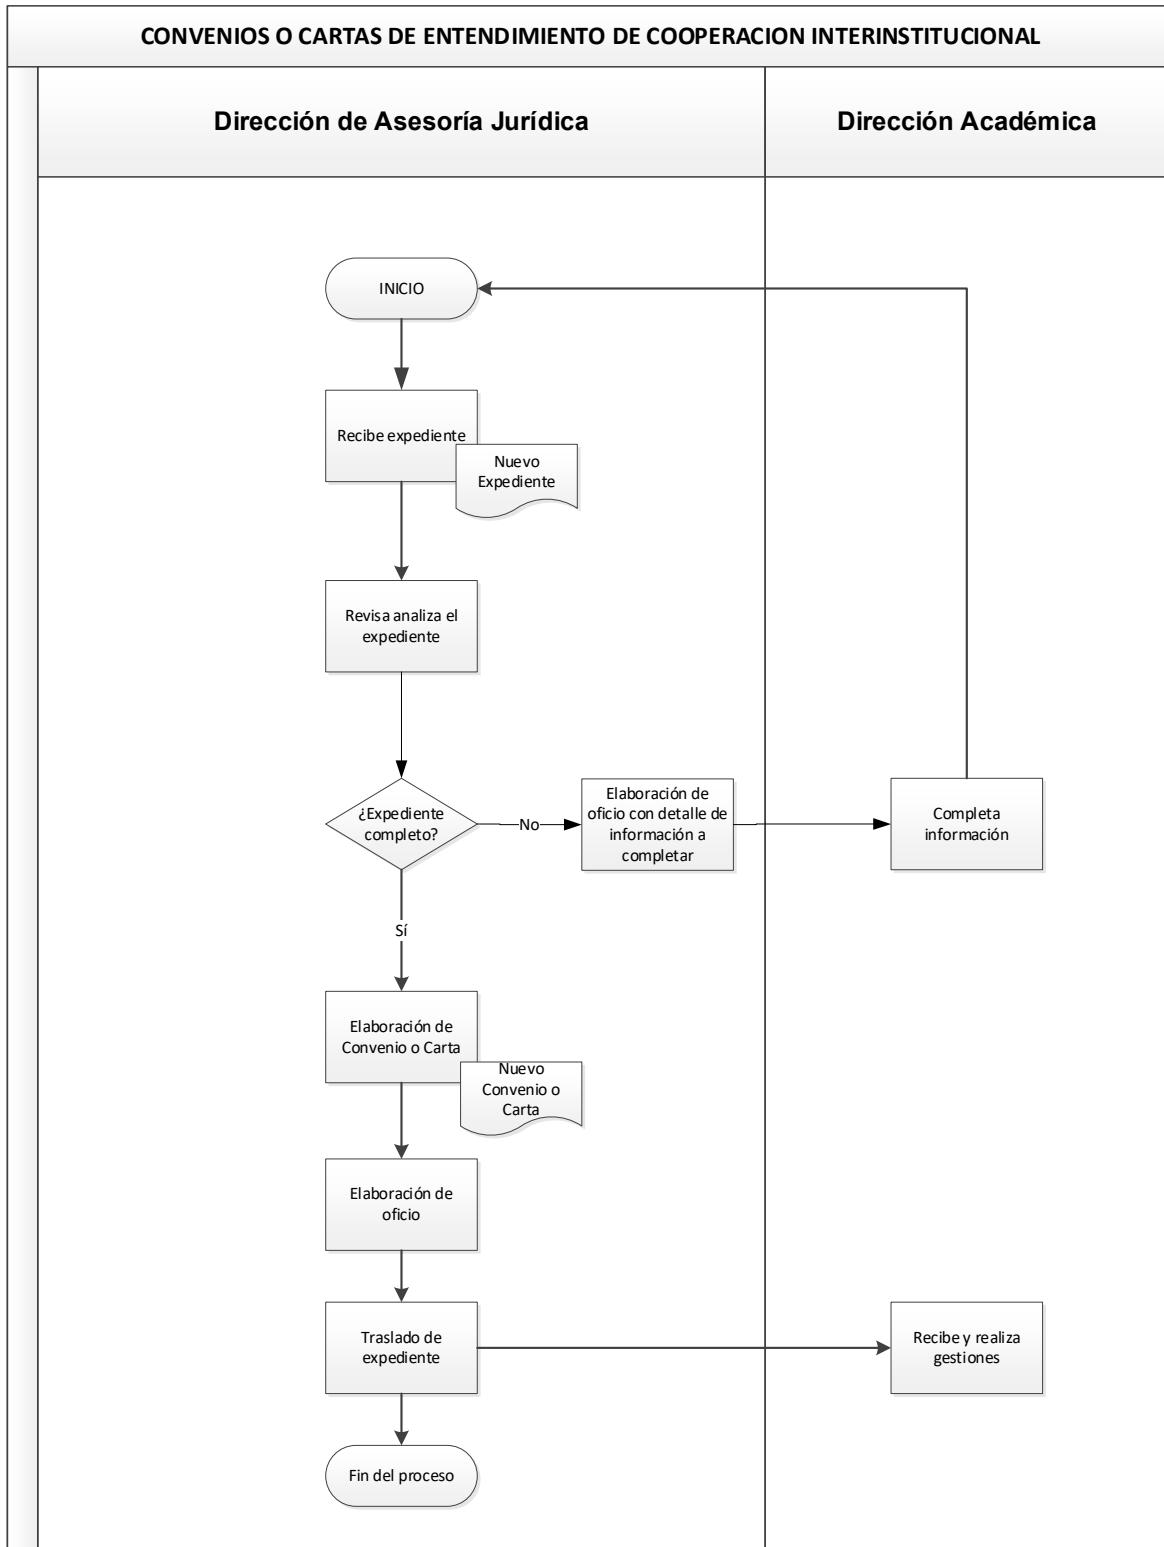 CONVENIOS O CARTAS DE ENTENDIMIENTO DE COOPERACION INTERINSTITUCIONAL
Dirección de Asesoría Jurídica
Dirección Académica
INICIO
Recibe expediente
Nuevo
Expediente
Revisa analiza el
expediente
¿Expediente
completo?
No
Elaboración de
oficio con detalle de
información a
completar
Completa
información
Sí
Elaboración de
Convenio o Carta
Nuevo
Convenio o
Carta
Elaboración de
oficio
Traslado de
expediente
Recibe y realiza
gestiones
Fin del proceso